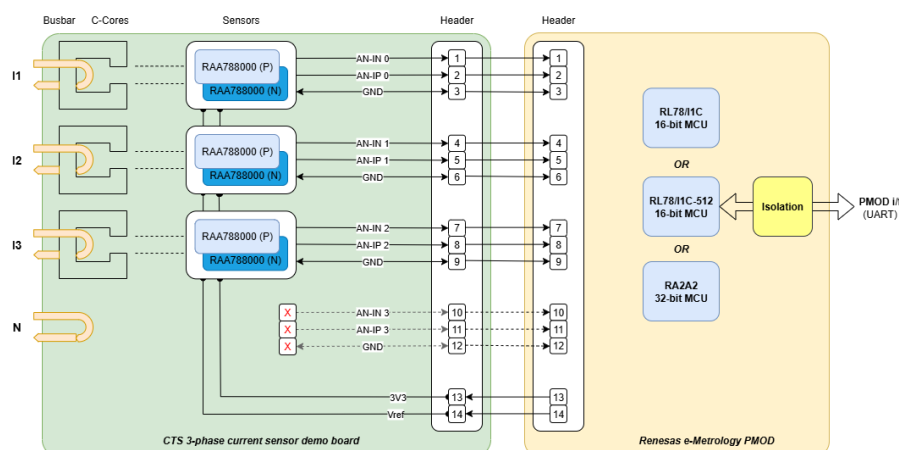 Busbar
C-Cores
Sensors
Header
Header
I1
RAA788000 (P)
RAA788000 (N)
AN-IN 0
1
1
AN-IP 0
2
2
GND
3
3
I2
RAA788000 (P)
RAA788000 (N)
AN-IN 1
4
4
AN-IP 1
5
5
GND
6
6
I3
RAA788000 (P)
RAA788000 (N)
AN-IN 2
7
7
AN-IP 2
8
8
GND
9
9
N
X
AN-IN 3
10
10
X
AN-IP 3
11
11
X
GND
12
12
3V3
13
13
Vref
14
14
RL78/I1C
16-bit MCU
OR
RL78/I1C-512
16-bit MCU
OR
RA2A2
32-bit MCU
Isolation
PMOD i/
(UART)
CTS 3-phase current sensor demo board
Renesas e-Metrology PMOD